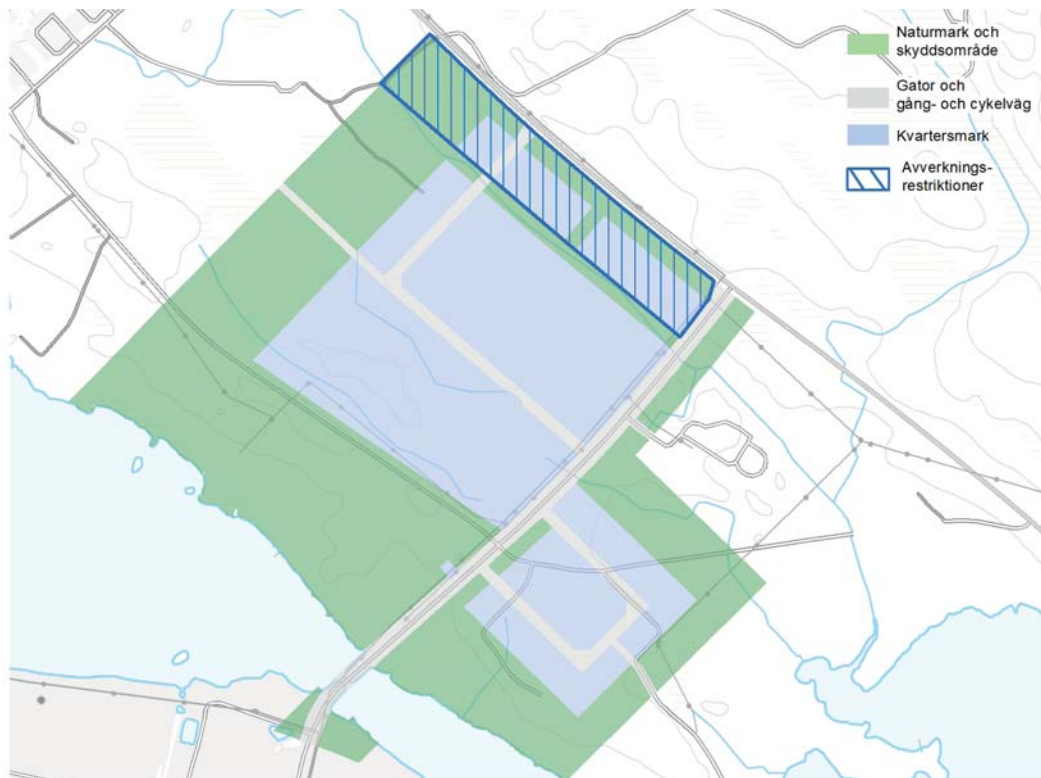 Naturmark och
skyddsområde
Gator och
gång- och cykelväg
Kvartersmark
Avverknings-
restriktioner